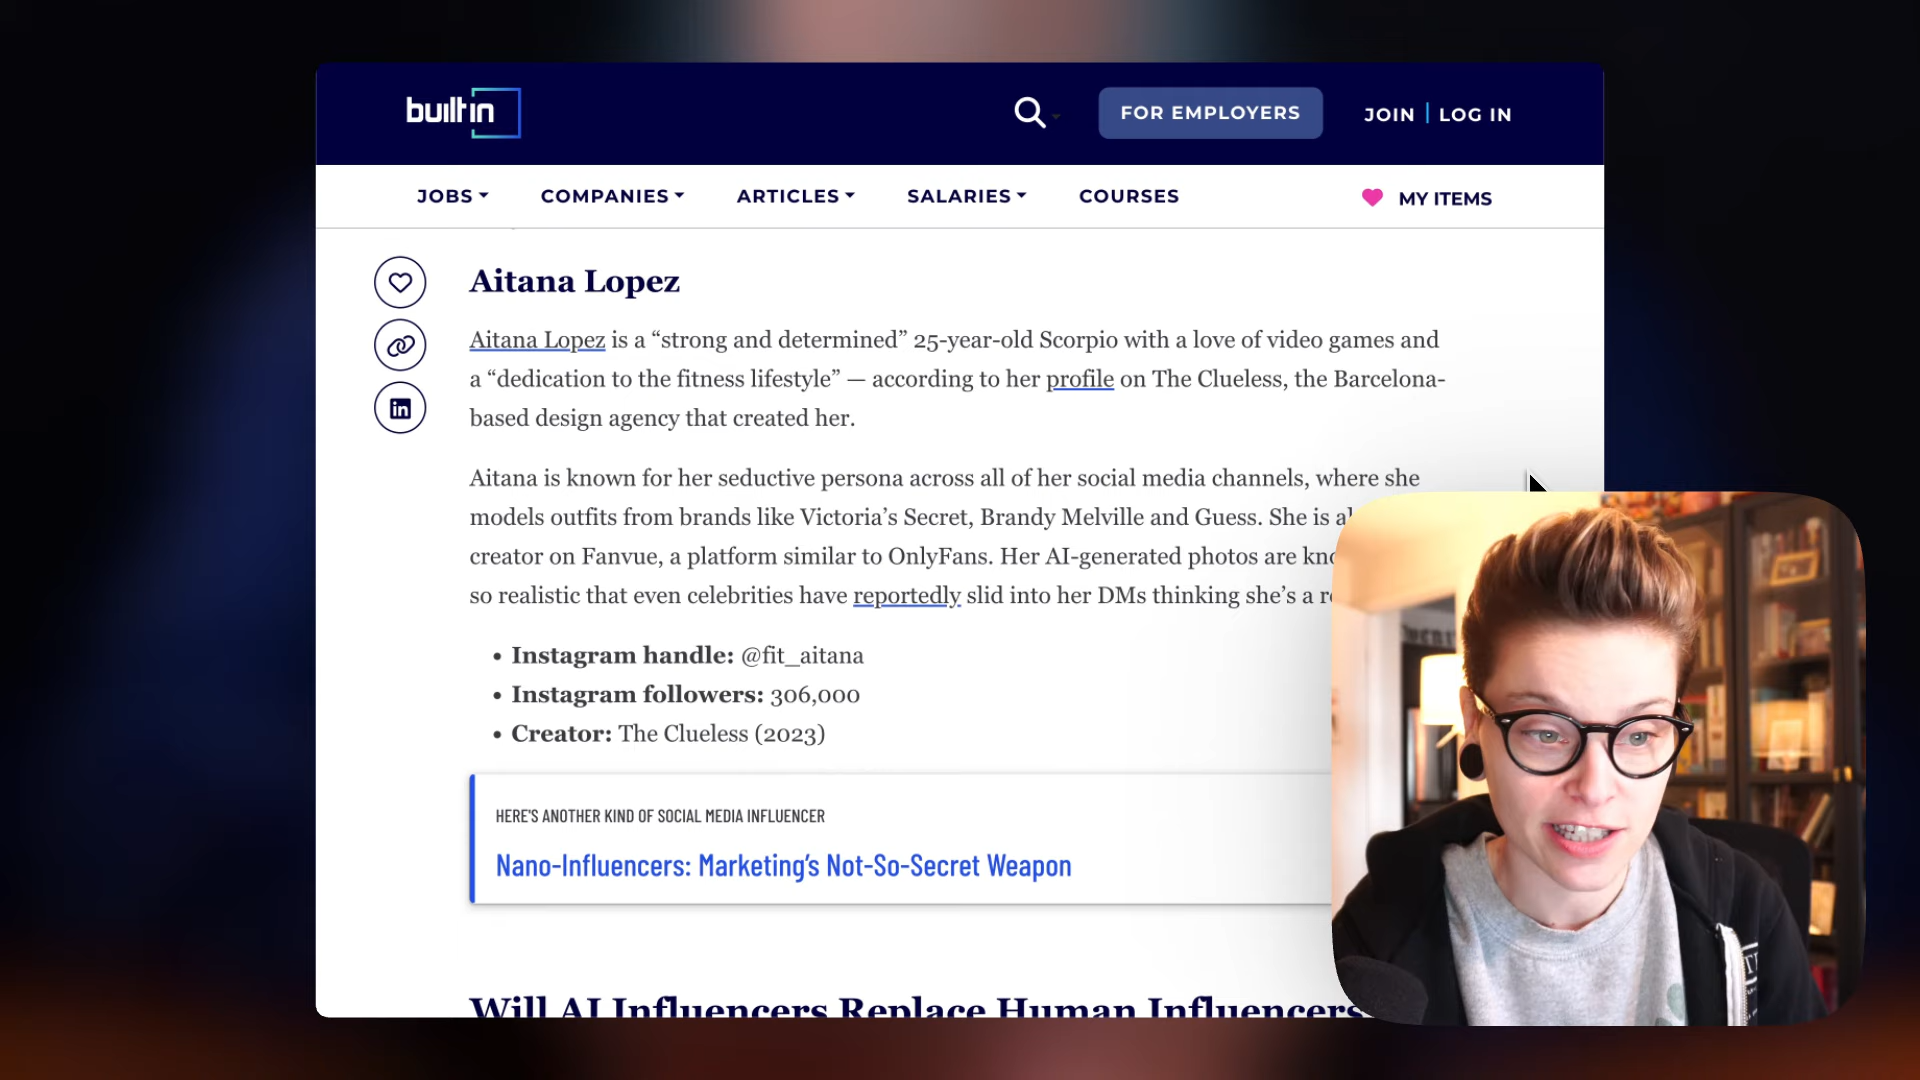 builtin
FOR EMPLOYERS
JOIN | LOG IN
JOBS
COMPANIES
ARTICLES
SALARIES
COURSES
MY ITEMS
Aitana Lopez
Aitana Lopez is a “strong and determined” 25-year-old Scorpio with a love of video games and
a “dedication to the fitness lifestyle” — according to her profile on The Clueless, the Barcelona-
based design agency that created her.
Aitana is known for her seductive persona across all of her social media channels, where she
models outfits from brands like Victoria’s Secret, Brandy Melville and Guess. She is
creator on Fanvue, a platform similar to OnlyFans. Her AI-generated photos are
so realistic that even celebrities have reportedly slid into her DMs thinking she’s a
• Instagram handle: @fit_aitana
• Instagram followers: 306,000
• Creator: The Clueless (2023)
HERE'S ANOTHER KIND OF SOCIAL MEDIA INFLUENCER
Nano-Influencers: Marketing’s Not-So-Secret Weapon
Will AI Influencers Replace Human Influencers